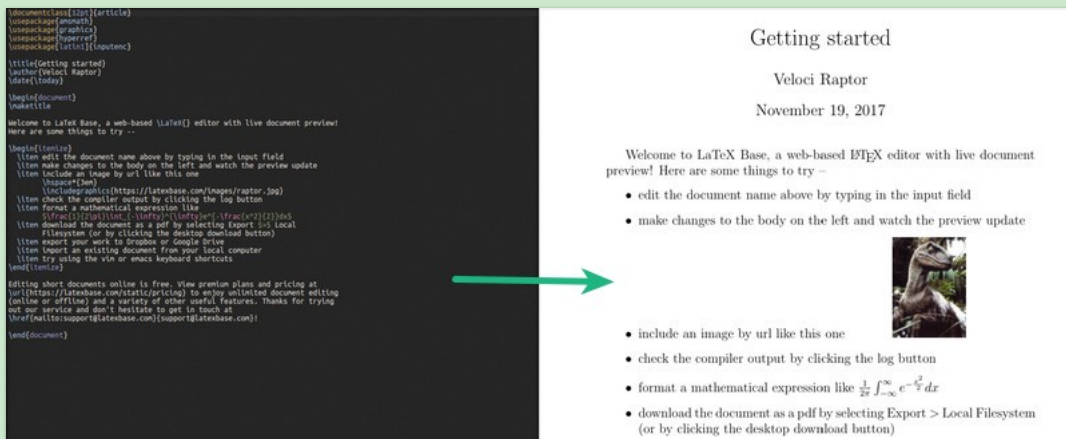 \documentclass[12pt]{article}
\usepackage{amsmath}
\usepackage{graphicx}
\usepackage{hyperref}
\usepackage[latin1]{inputenc}
\title{Getting started}
\author{Veloci Raptor}
\date{\today}
\begin{document}
\maketitle
Welcome to LaTeX Base, a web-based \LaTeX{} editor with live document preview!
Here are some things to try --
\begin{itemize}
\item edit the document name above by typing in the input field
\item make changes to the body on the left and watch the preview update
\item include an image by url like this one
\hspace*{3em}
\includegraphics{https://latexbase.com/images/raptor.jpg}
\item check the compiler output by clicking the log button
\item format a mathematical expression like
$\frac{1}{2\pi}\int_{-\infty}^{\infty}e^{-\frac{x^2}{2}}dx$
\item download the document as a pdf by selecting Export $>$ Local
Filesystem (or by clicking the desktop download button)
\item export your work to Dropbox or Google Drive
\item import an existing document from your local computer
\item try using the vim or emacs keyboard shortcuts
\end{itemize}
Editing short documents online is free. View premium plans and pricing at
\url{https://latexbase.com/static/pricing} to enjoy unlimited document editing
(online or offline) and a variety of other useful features. Thanks for trying
out our service and don't hesitate to get in touch at
\href{mailto:support@latexbase.com}{support@latexbase.com}!
\end{document}
Getting started
Veloci Raptor
November 19, 2017
Welcome to LaTeX Base, a web-based LATEX editor with live document
preview! Here are some things to try –
• edit the document name above by typing in the input field
• make changes to the body on the left and watch the preview update
• include an image by url like this one
• check the compiler output by clicking the log button
• format a mathematical expression like $\frac{1}{2\pi}\int_{-\infty}^{\infty}e^{-\frac{x^2}{2}}dx$
• download the document as a pdf by selecting Export > Local Filesystem
(or by clicking the desktop download button)